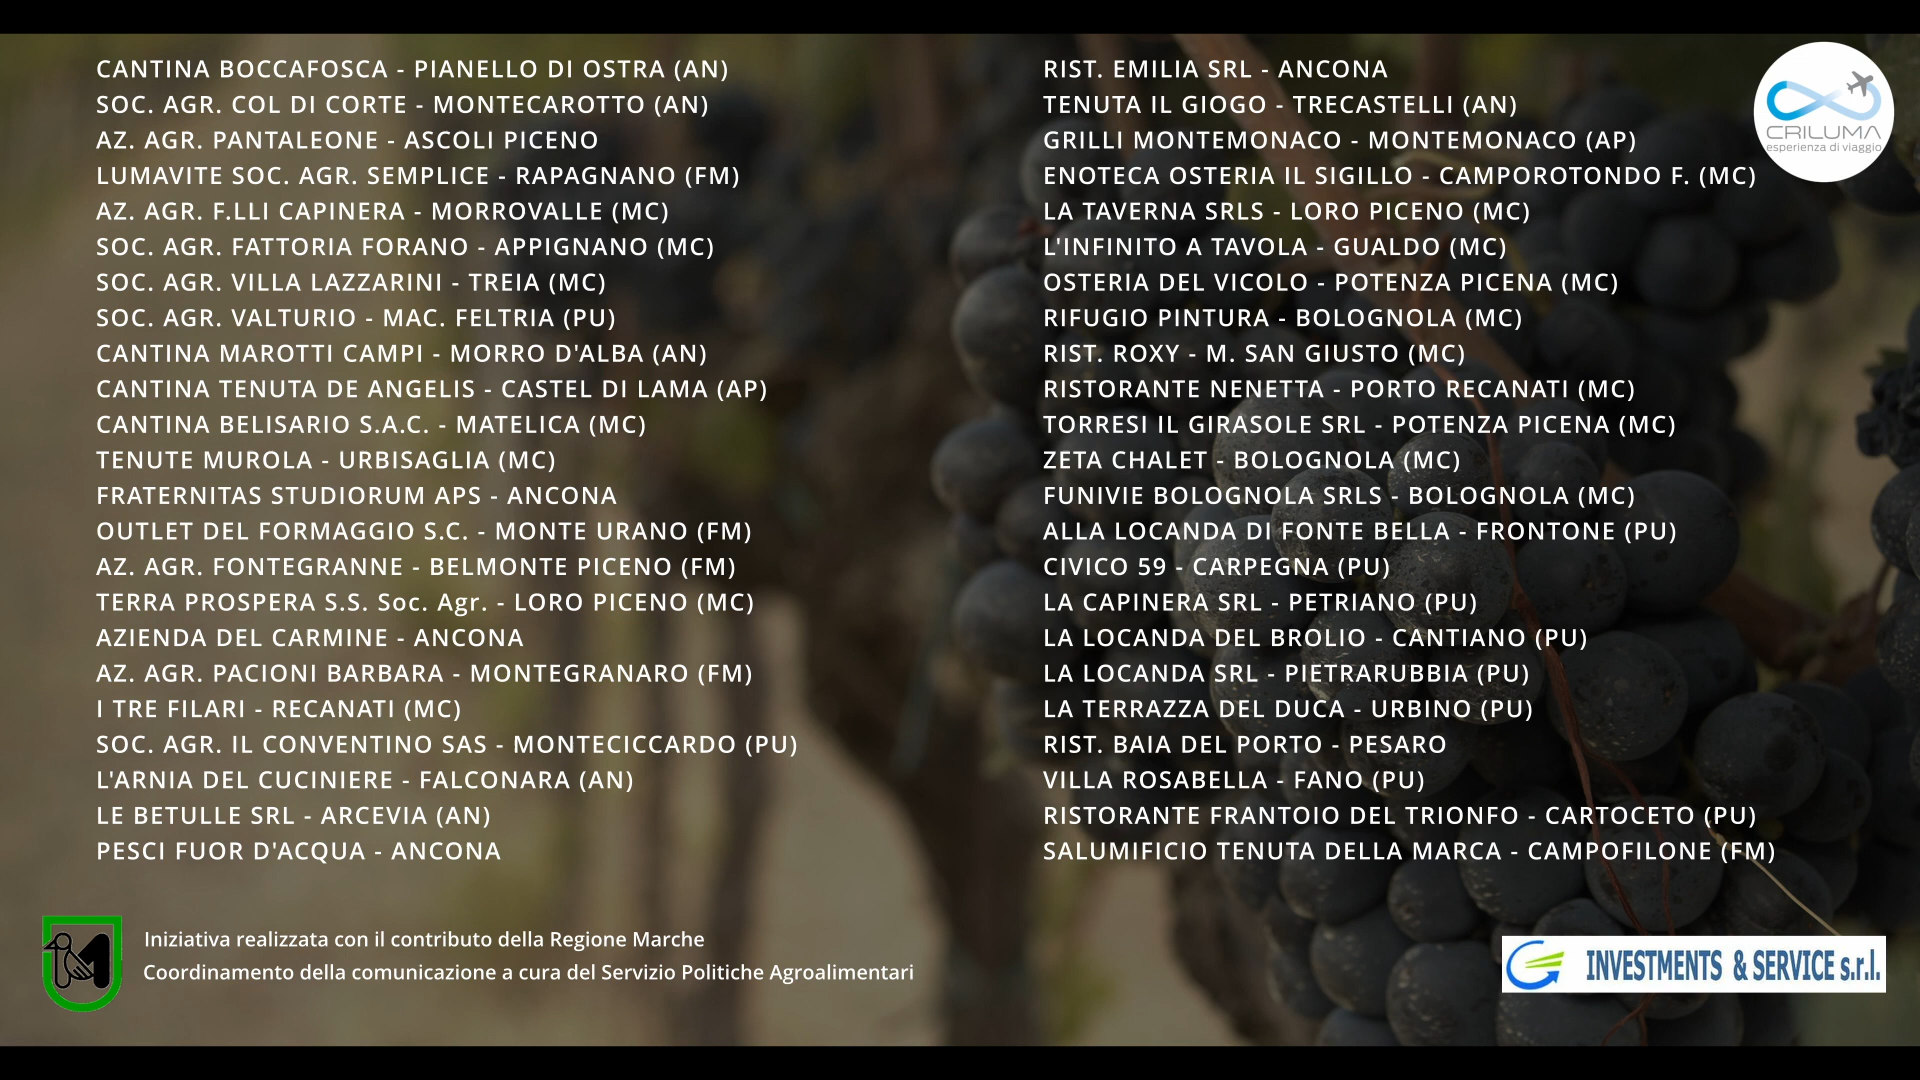 CANTINA BOCCAFOSCA - PIANELLO DI OSTRA (AN)
SOC. AGR. COL DI CORTE - MONTECAROTTO (AN)
AZ. AGR. PANTALEONE - ASCOLI PICENO
LUMAVITE SOC. AGR. SEMPLICE - RAPAGNANO (FM)
AZ. AGR. F.LLI CAPINERA - MORROVALLE (MC)
SOC. AGR. FATTORIA FORANO - APPIGNANO (MC)
SOC. AGR. VILLA LAZZARINI - TREIA (MC)
SOC. AGR. VALTURIO - MAC. FELTRIA (PU)
CANTINA MAROTTI CAMPI - MORRO D'ALBA (AN)
CANTINA TENUTA DE ANGELIS - CASTEL DI LAMA (AP)
CANTINA BELISARIO S.A.C. - MATELICA (MC)
TENUTE MUROLA - URBISAGLIA (MC)
FRATERNITAS STUDIORUM APS - ANCONA
OUTLET DEL FORMAGGIO S.C. - MONTE URANO (FM)
AZ. AGR. FONTEGRANNE - BELMONTE PICENO (FM)
TERRA PROSPERA S.S. Soc. Agr. - LORO PICENO (MC)
AZIENDA DEL CARMINE - ANCONA
AZ. AGR. PACIONI BARBARA - MONTEGRANARO (FM)
I TRE FILARI - RECANATI (MC)
SOC. AGR. IL CONVENTINO SAS - MONTECICCARDO (PU)
L'ARNIA DEL CUCINIERE - FALCONARA (AN)
LE BETULLE SRL - ARCEVIA (AN)
PESCI FUOR D'ACQUA - ANCONA
RIST. EMILIA SRL - ANCONA
TENUTA IL GIOGO - TRECASTELLI (AN)
GRILLI MONTEMONACO - MONTEMONACO (AP)
ENOTECA OSTERIA IL SIGILLO - CAMPOROTONDO F. (MC)
LA TAVERNA SRLS - LORO PICENO (MC)
L'INFINITO A TAVOLA - GUALDO (MC)
OSTERIA DEL VICOLO - POTENZA PICENA (MC)
RIFUGIO PINTURA - BOLOGNOLA (MC)
RIST. ROXY - M. SAN GIUSTO (MC)
RISTORANTE NENETTA - PORTO RECANATI (MC)
TORRESI IL GIRASOLE SRL - POTENZA PICENA (MC)
ZETA CHALET - BOLOGNOLA (MC)
FUNIVIE BOLOGNOLA SRLS - BOLOGNOLA (MC)
ALLA LOCANDA DI FONTE BELLA - FRONTONE (PU)
CIVICO 59 - CARPEGNA (PU)
LA CAPINERA SRL - PETRIANO (PU)
LA LOCANDA DEL BROLIO - CANTIANO (PU)
LA LOCANDA SRL - PIETRARUBBIA (PU)
LA TERRAZZA DEL DUCA - URBINO (PU)
RIST. BAIA DEL PORTO - PESARO
VILLA ROSABELLA - FANO (PU)
RISTORANTE FRANTOIO DEL TRIONFO - CARTOCETO (PU)
SALUMIFICIO TENUTA DELLA MARCA - CAMPOFILONE (FM)
CRILUMA
esperienza di viaggio
Iniziativa realizzata con il contributo della Regione Marche
Coordinamento della comunicazione a cura del Servizio Politiche Agroalimentari
INVESTMENTS & SERVICE s.r.l.